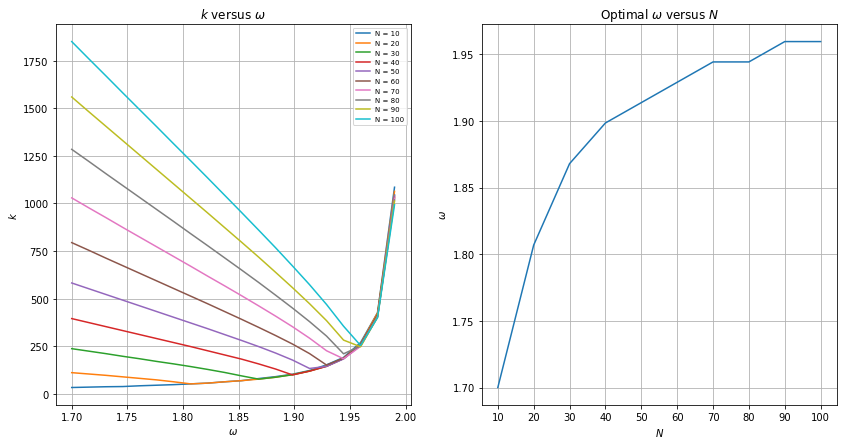 k versus ω
k
1750
1500
1250
1000
750
500
250
0
1.70
1.75
1.80
1.85
1.90
1.95
2.00
ω
N = 10
N = 20
N = 30
N = 40
N = 50
N = 60
N = 70
N = 80
N = 90
N = 100
Optimal ω versus N
ω
1.95
1.90
1.85
1.80
1.75
1.70
10
20
30
40
50
60
70
80
90
100
N